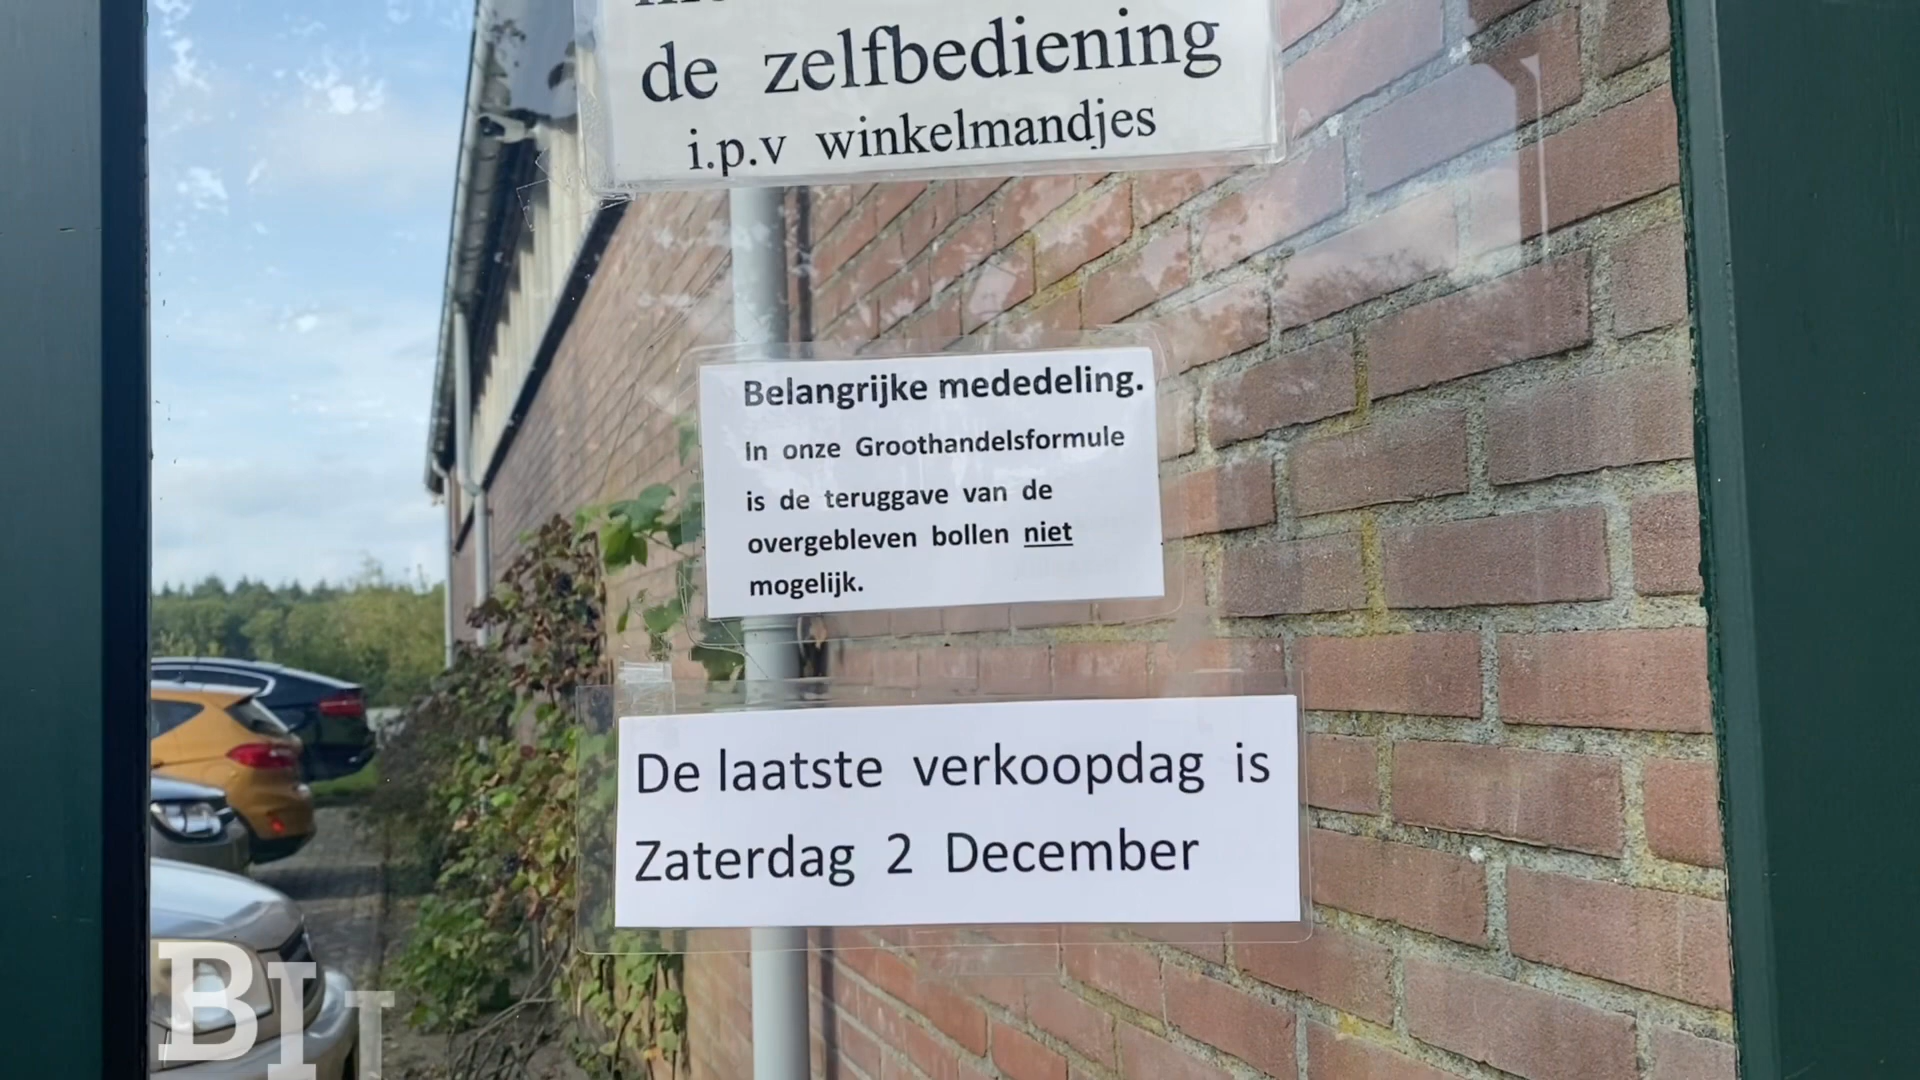 de zelfbediening
i.p.v winkelmandjes
Belangrijke mededeling.
In onze Groothandelsformule
is de teruggave van de
overgebleven bollen niet
mogelijk.
De laatste verkoopdag is
Zaterdag 2 December
BIT